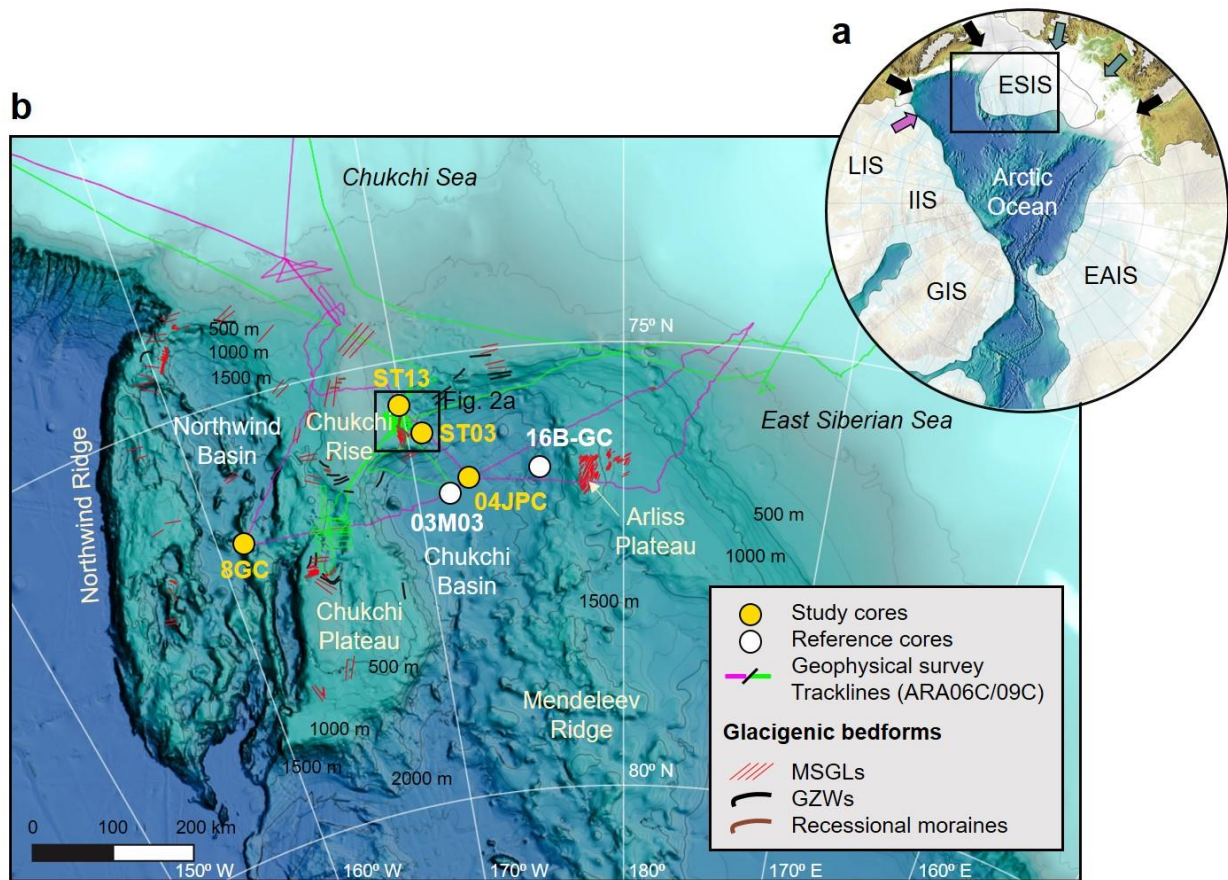 a
ESIS
LIS
IIS
Arctic
Ocean
GIS
EAIS
b
Chukchi Sea
75º N
500 m
1000 m
1500 m
ST13
Fig. 2a
Northwind
Basin
Chukchi
Rise
ST03
East Siberian Sea
16B-GC
04JPC
03M03
Arliss
Plateau
Northwind Ridge
8GC
Chukchi
Basin
500 m
1000 m
1500 m
Chukchi
Plateau
500 m
Mendeleev
Ridge
1000 m
1500 m
2000 m
80º N
0 100 200 km
150º W
160º W
180º
170º E
160º E
Study cores
Reference cores
Geophysical survey
Tracklines (ARA06C/09C)
Glacigenic bedforms
MSGLs
GZWs
Recessional moraines